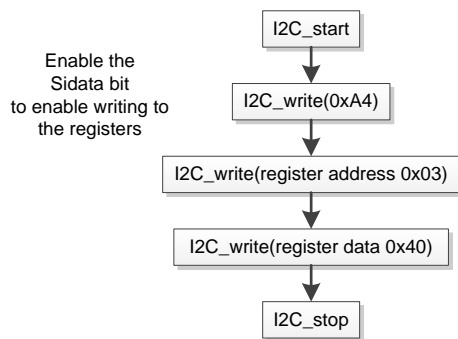 I2C_start
Enable the
Sidata bit
to enable writing to
the registers
I2C_write(0xA4)
I2C_write(register address 0x03)
I2C_write(register data 0x40)
I2C_stop